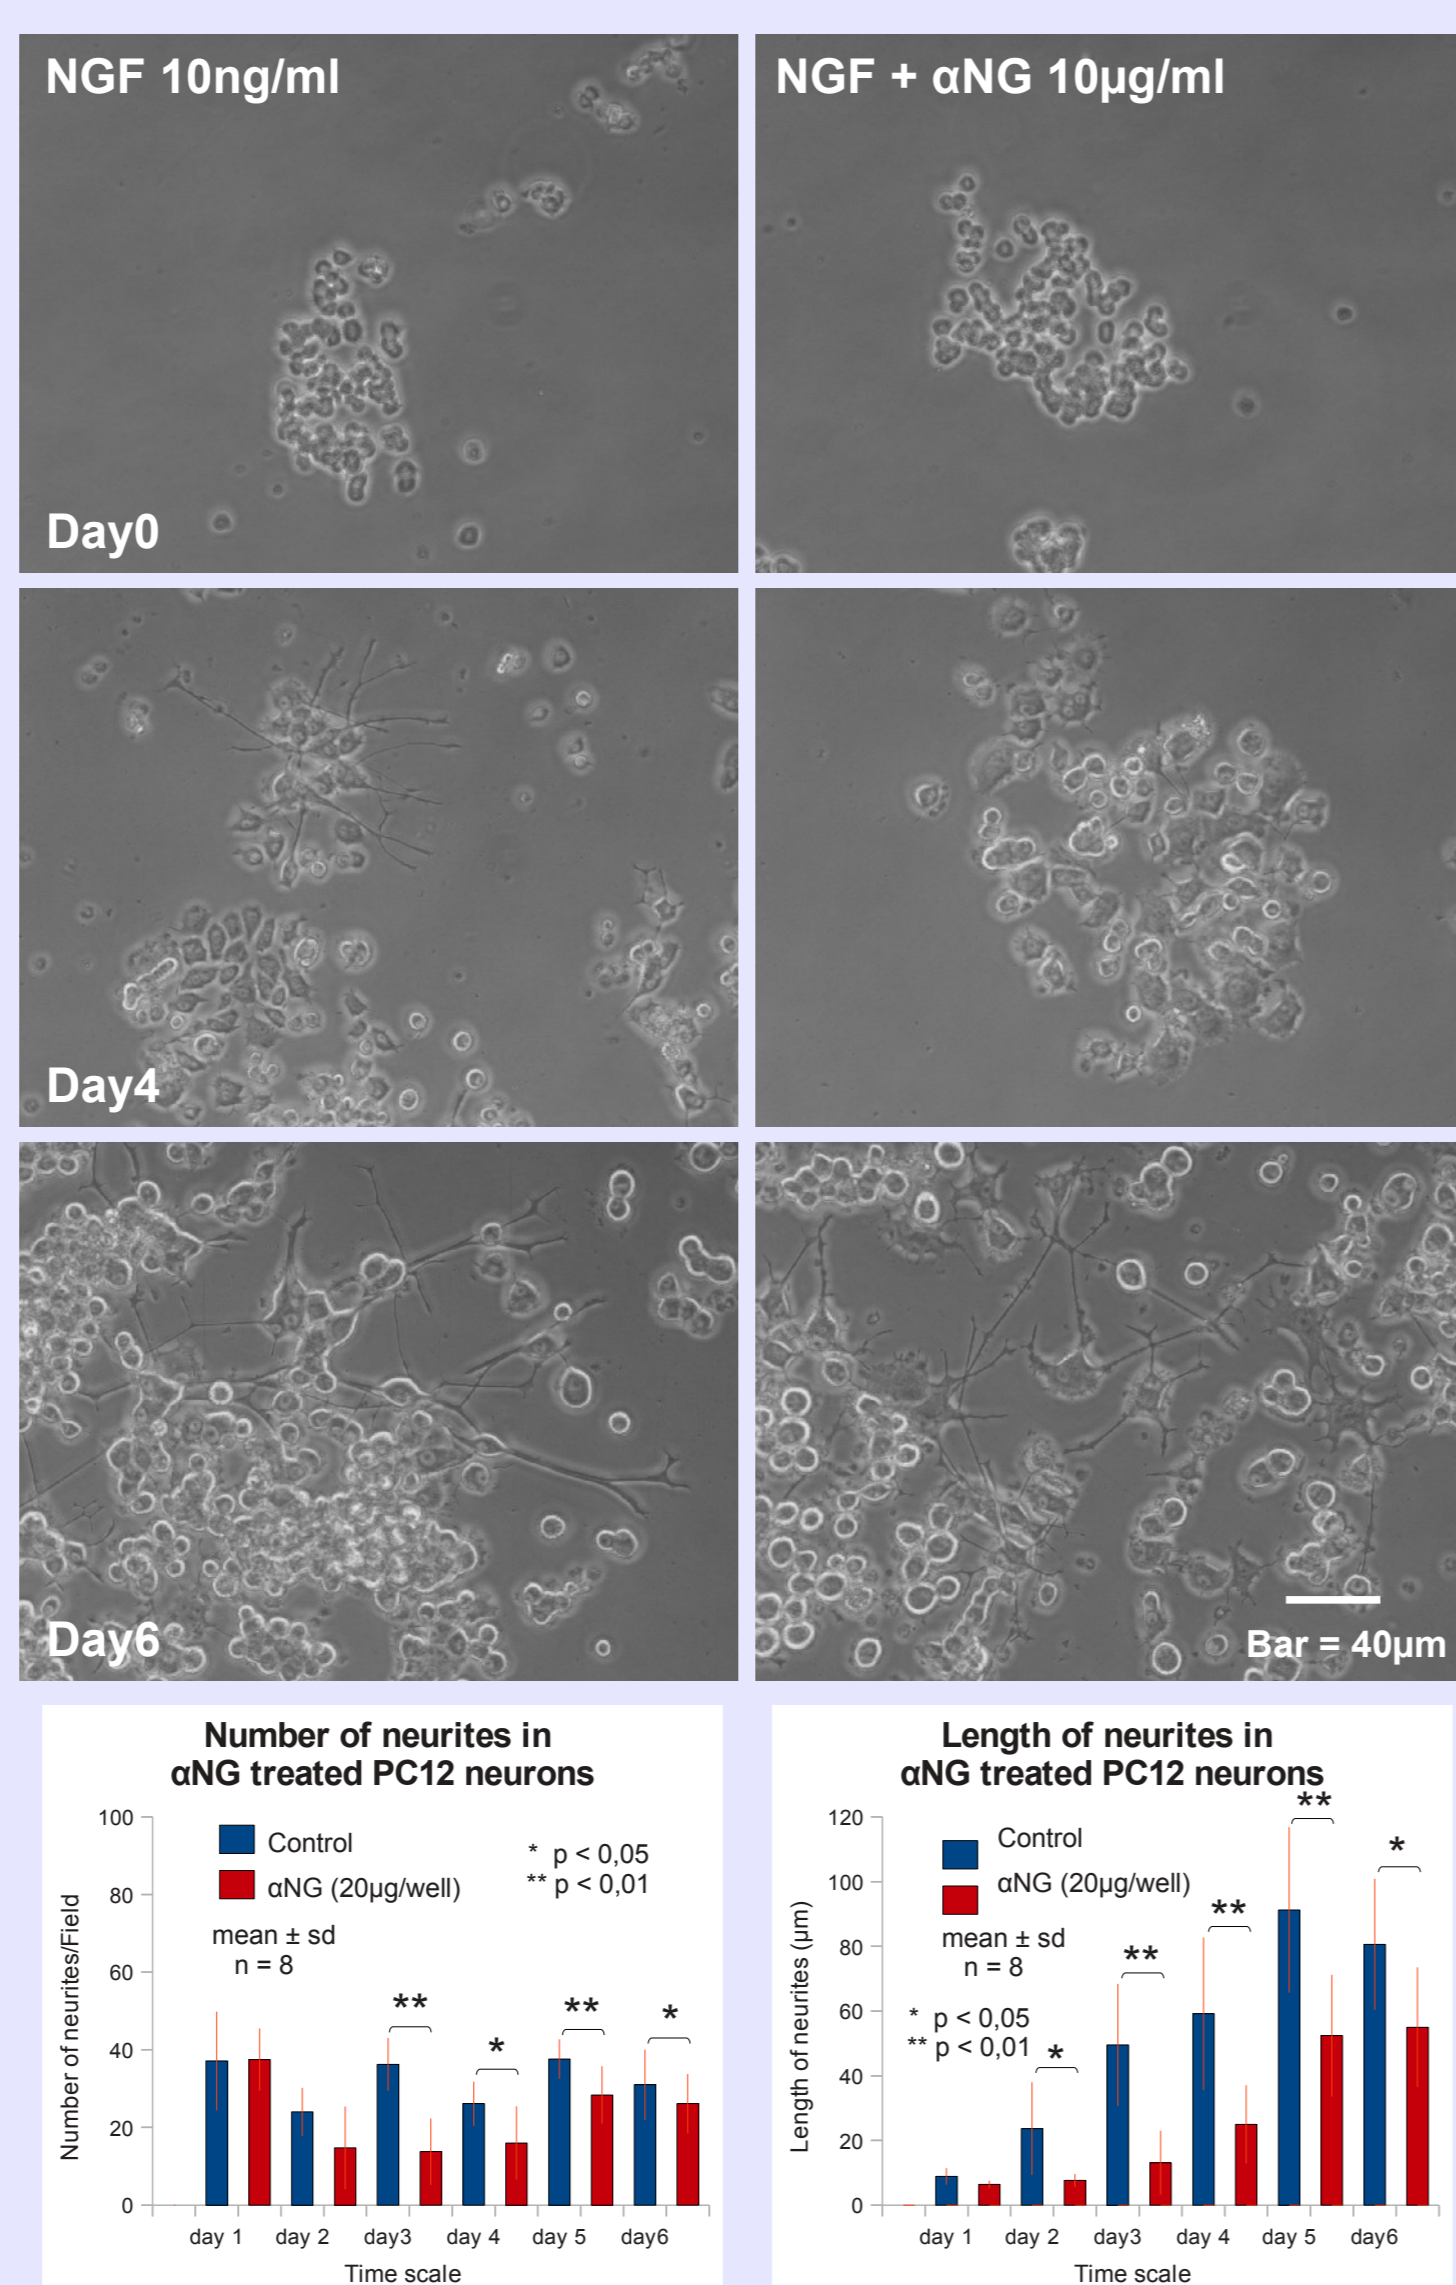 NGF 10ng/ml
NGF + αNG 10µg/ml
Day0
Day4
Day6
Bar = 40µm
Number of neurites in
αNG treated PC12 neurons
100
80
60
40
20
0
Number of neurites/Field
Control
αNG (20µg/well)
mean ± sd
n = 8
* p < 0,05
** p < 0,01
**
*
**
*
day 1 day 2 day3 day 4 day 5 day6
Time scale
Length of neurites in
αNG treated PC12 neurons
120
100
80
60
40
20
0
Length of neurites (µm)
Control
αNG (20µg/well)
mean ± sd
n = 8
* p < 0,05
** p < 0,01
*
**
**
**
*
day 1 day 2 day3 day 4 day 5 day6
Time scale